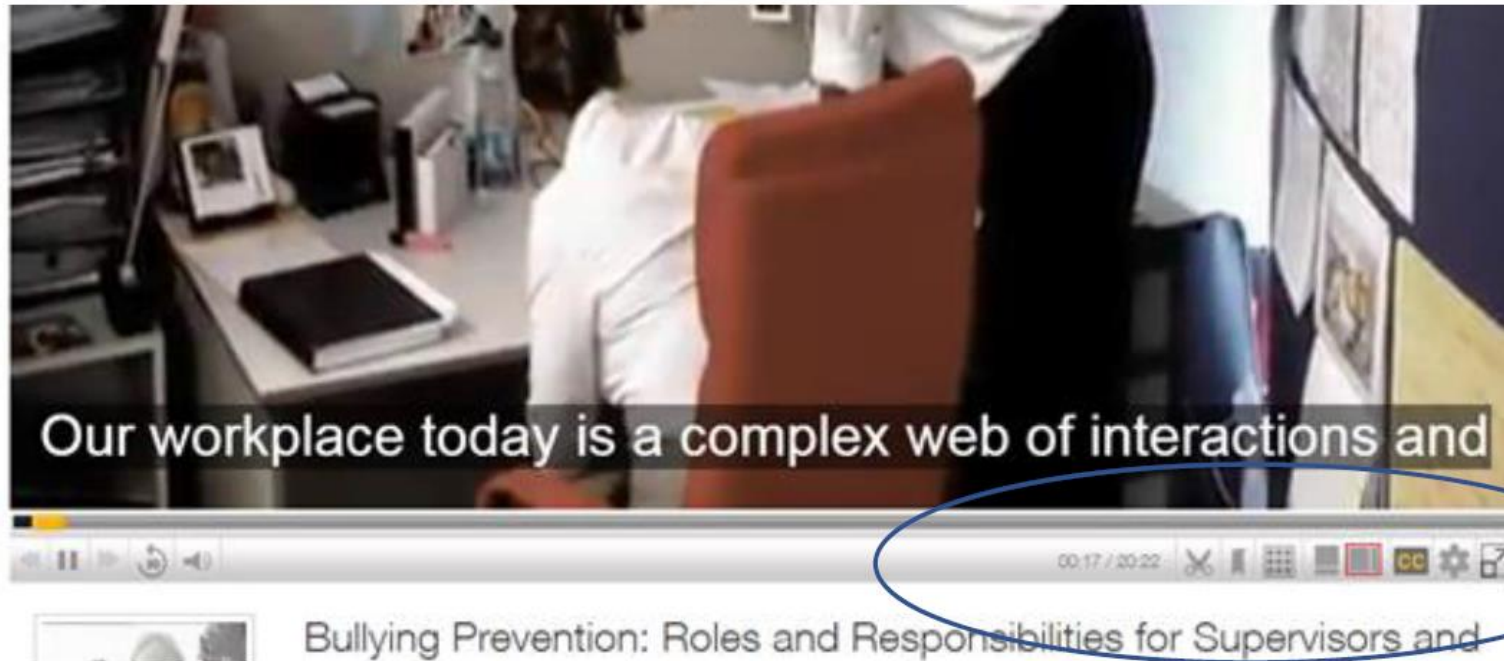 Our workplace today is a complex web of interactions and
00:17 / 20:22 CC
Bullying Prevention: Roles and Responsibilities for Supervisors and